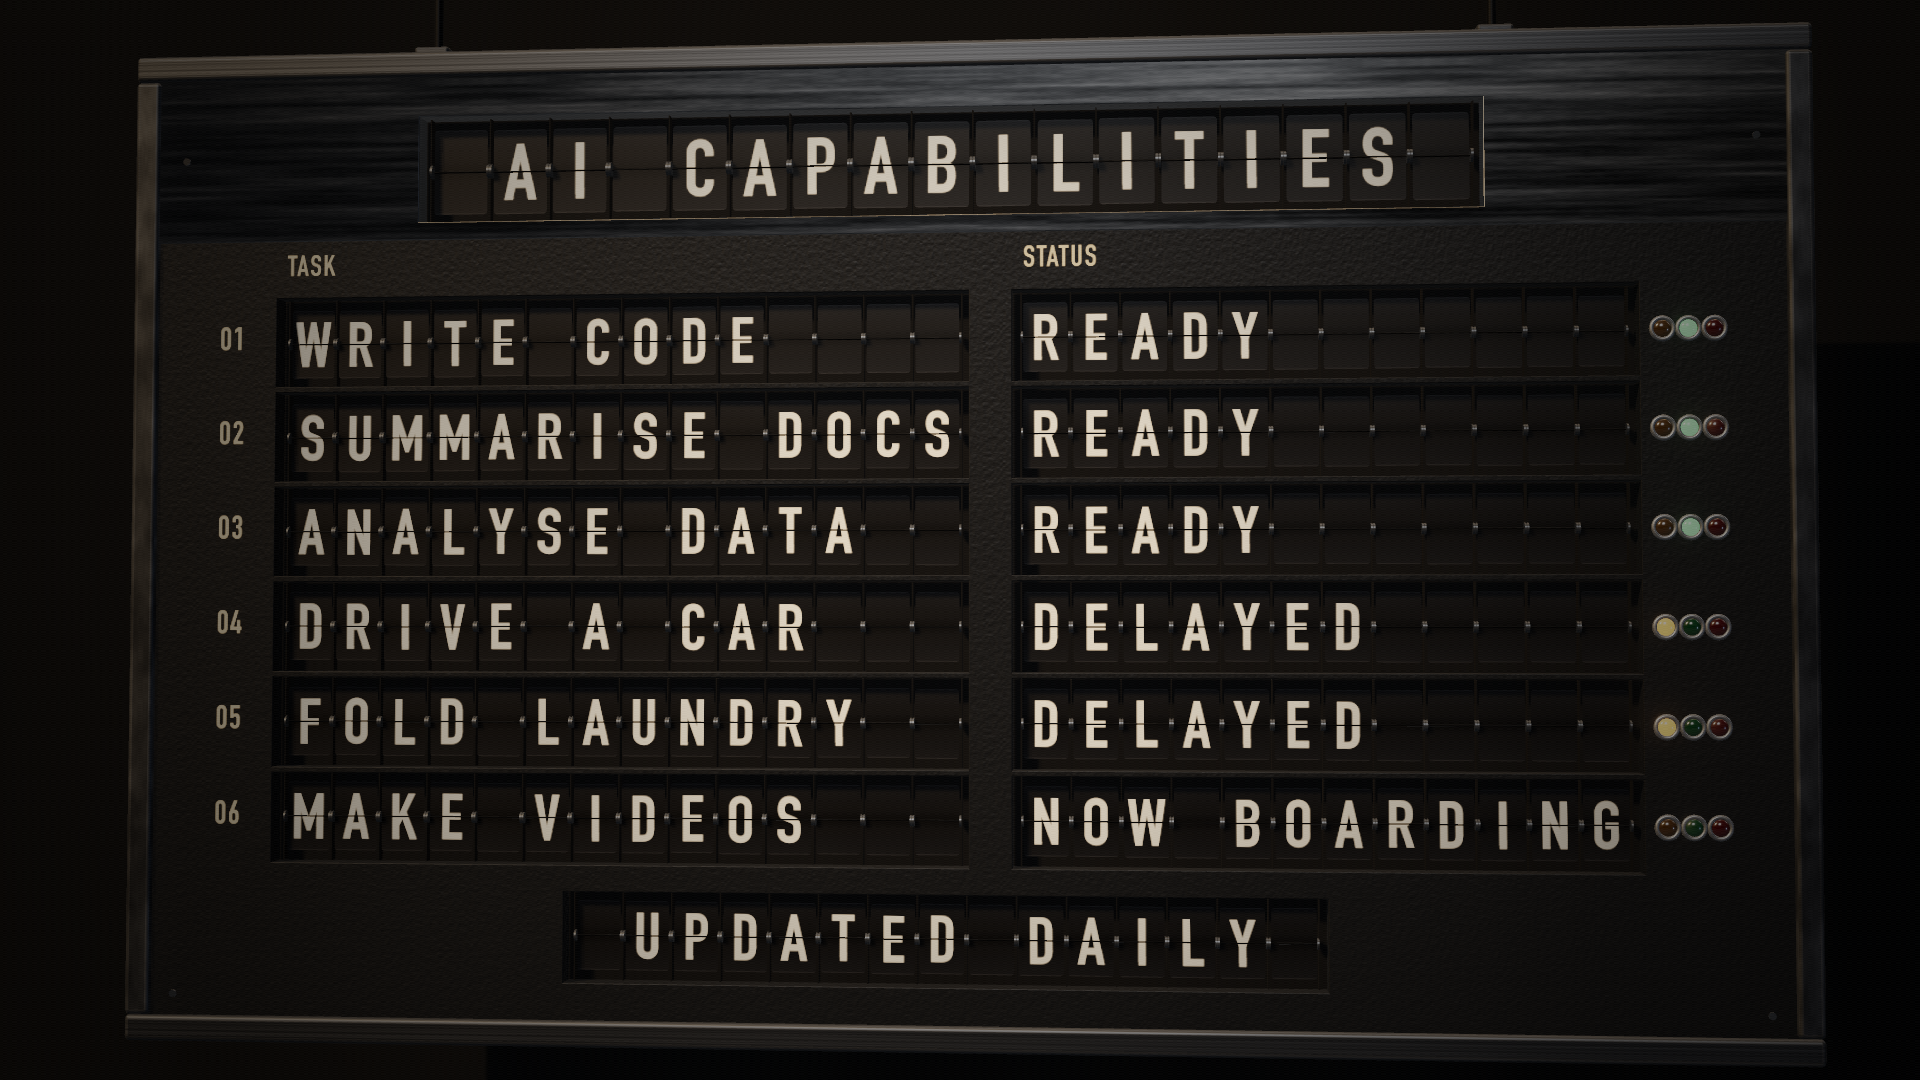 AI CAPABILITIES
TASK STATUS
01 WRITE CODE READY
02 SUMMARISE DOCS READY
03 ANALYSE DATA READY
04 DRIVE A CAR DELAYED
05 FOLD LAUNDRY DELAYED
06 MAKE VIDEOS NOW BOARDING
UPDATED DAILY